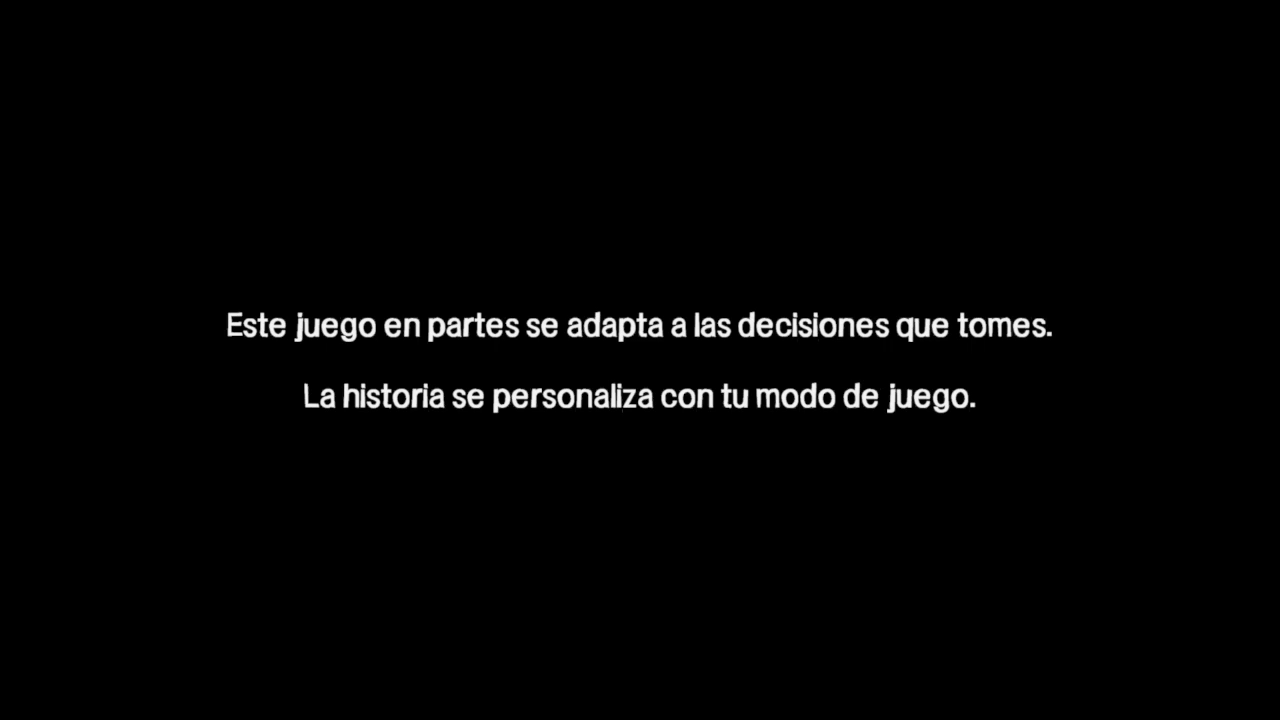 Este juego en partes se adapta a las decisiones que tomes.
La historia se personaliza con tu modo de juego.